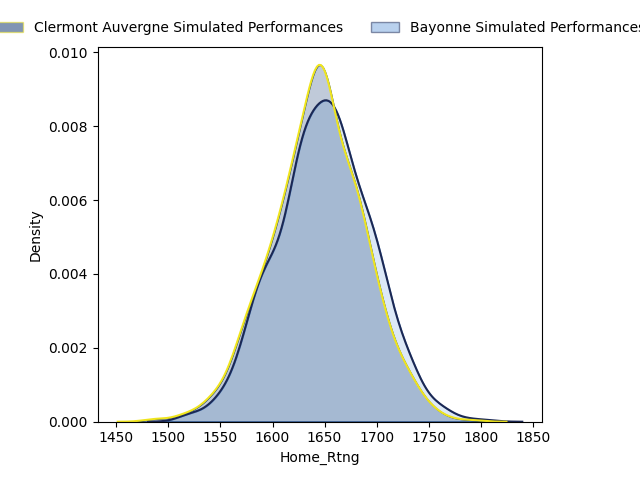 Clermont Auvergne Simulated Performances
Bayonne Simulated Performances
0.010
0.008
0.006
0.004
0.002
0.000
Density
1450 1500 1550 1600 1650 1700 1750 1800 1850
Home_Rtng